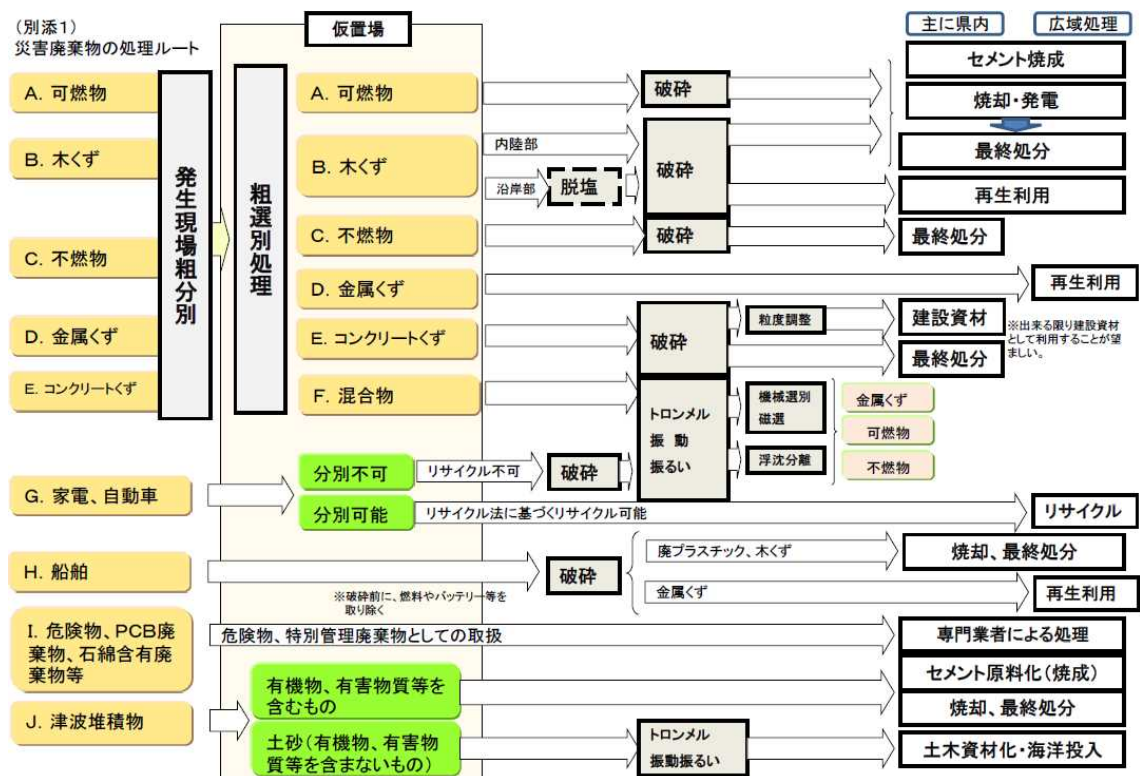 (別添1)
災害廃棄物の処理ルート
仮置場
主に県内
広域処理
A. 可燃物
B. 木くず
C. 不燃物
D. 金属くず
E. コンクリートくず
発生現場粗分別
粗選別処理
A. 可燃物
B. 木くず
C. 不燃物
D. 金属くず
E. コンクリートくず
F. 混合物
内陸部
沿岸部
脱塩
破砕
破砕
破砕
セメント焼成
焼却・発電
最終処分
再生利用
最終処分
再生利用
破砕
粒度調整
建設資材
※出来る限り建設資材
として利用することが望
ましい。
最終処分
トロンメル
振動
振るい
機械選別
磁選
浮沈分離
金属くず
可燃物
不燃物
G. 家電、自動車
分別不可
リサイクル不可
破砕
分別可能
リサイクル法に基づくリサイクル可能
リサイクル
H. 船舶
※破砕前に、燃料やバッテリー等を
取り除く
破砕
廃プラスチック、木くず
焼却、最終処分
金属くず
再生利用
I. 危険物、PCB廃
棄物、石綿含有廃
棄物等
危険物、特別管理廃棄物としての取扱
専門業者による処理
J. 津波堆積物
有機物、有害物質等を
含むもの
セメント原料化(焼成)
焼却、最終処分
土砂(有機物、有害物
質等を含まないもの)
トロンメル
振動振るい
土木資材化・海洋投入